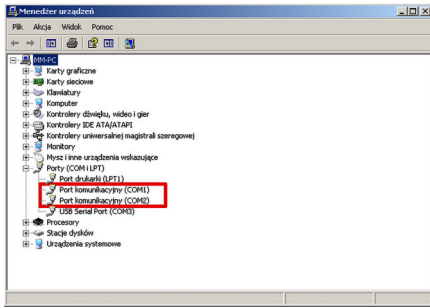 Menedżer urządzeń
Plik Akcja Widok Pomoc
MM-PC
Karty graficzne
Karty sieciowe
Klawiatury
Komputer
Kontrolery dźwięku, wideo i gier
Kontrolery IDE ATA/ATAPI
Kontrolery uniwersalnej magistrali szeregowej
Monitory
Mysz i inne urządzenia wskazujące
Porty (COM i LPT)
Port drukarki (LPT1)
Port komunikacyjny (COM1)
Port komunikacyjny (COM2)
USB Serial Port (COM3)
Procesory
Stacje dysków
Urządzenia systemowe